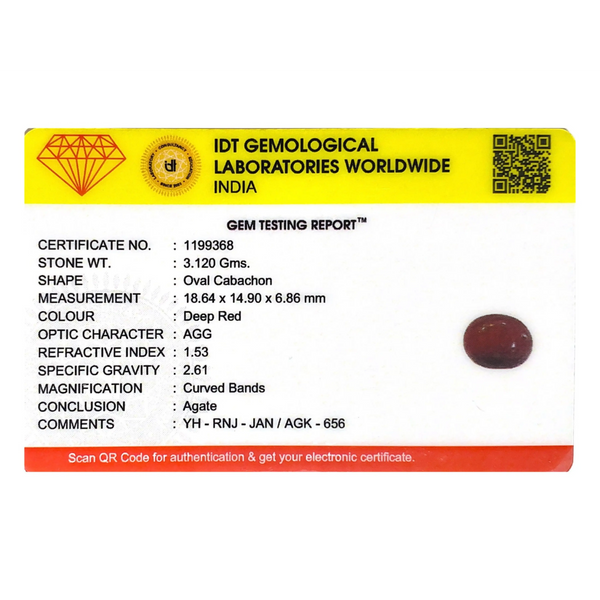 IDT GEMOLOGICAL
LABORATORIES WORLDWIDE
INDIA
GEM TESTING REPORT™
CERTIFICATE NO. : 1199368
STONE WT. : 3.120 Gms.
SHAPE : Oval Cabachon
MEASUREMENT : 18.64 x 14.90 x 6.86 mm
COLOUR : Deep Red
OPTIC CHARACTER : AGG
REFRACTIVE INDEX : 1.53
SPECIFIC GRAVITY : 2.61
MAGNIFICATION : Curved Bands
CONCLUSION : Agate
COMMENTS : YH - RNJ - JAN / AGK - 656
Scan QR Code for authentication & get your electronic certificate.